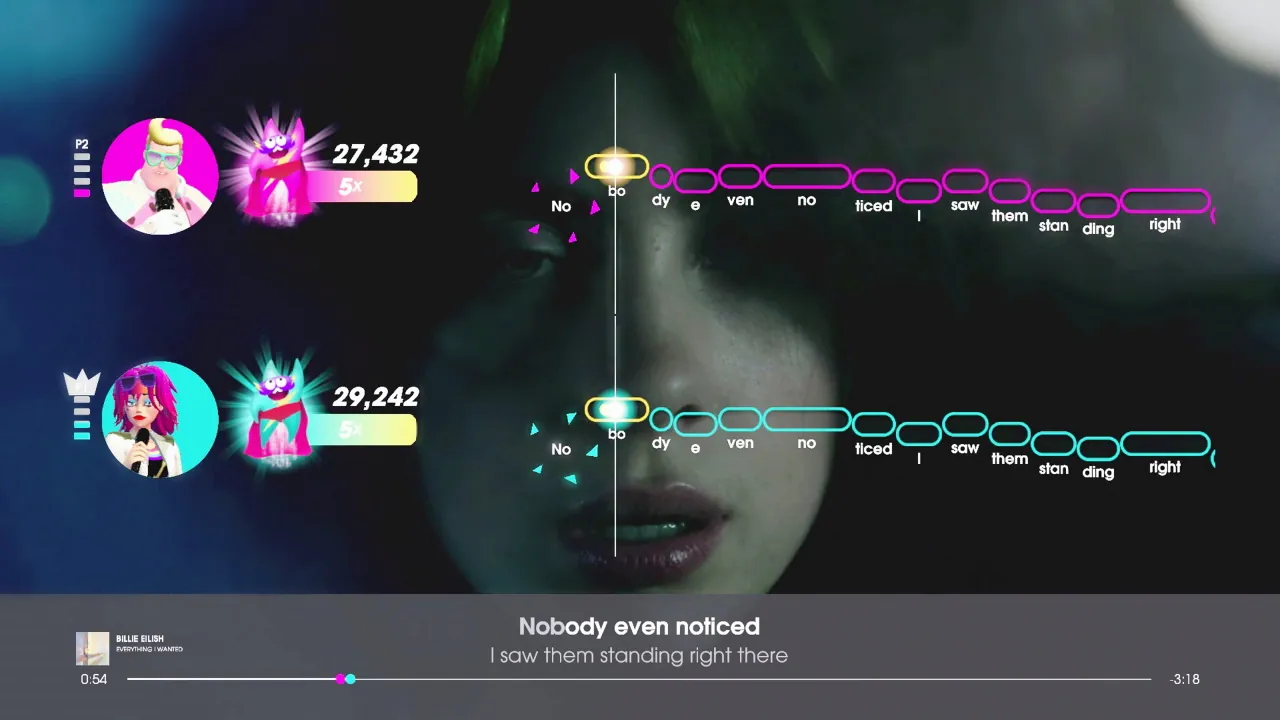 P2
27,432
5x
No bo dy e ven no ticed I saw them stan ding right
29,242
5x
No bo dy e ven no ticed I saw them stan ding right
Nobody even noticed
I saw them standing right there
BILLIE EILISH
EVERYTHING I WANTED
0:54
-3:18